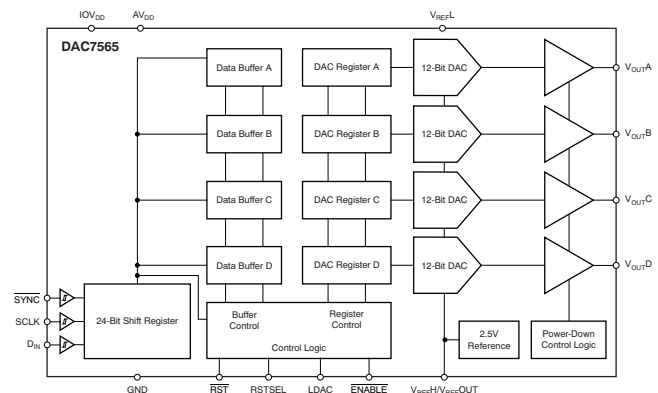 IOVDD AVDD VREFL
DAC7565
Data Buffer A DAC Register A 12-Bit DAC VOUTA
Data Buffer B DAC Register B 12-Bit DAC VOUTB
Data Buffer C DAC Register C 12-Bit DAC VOUTC
Data Buffer D DAC Register D 12-Bit DAC VOUTD
SYNC
SCLK
DIN
24-Bit Shift Register
Buffer
Control
Register
Control
Control Logic
2.5V
Reference
Power-Down
Control Logic
GND RST RSTSEL LDAC ENABLE VREFH/VREFOUT